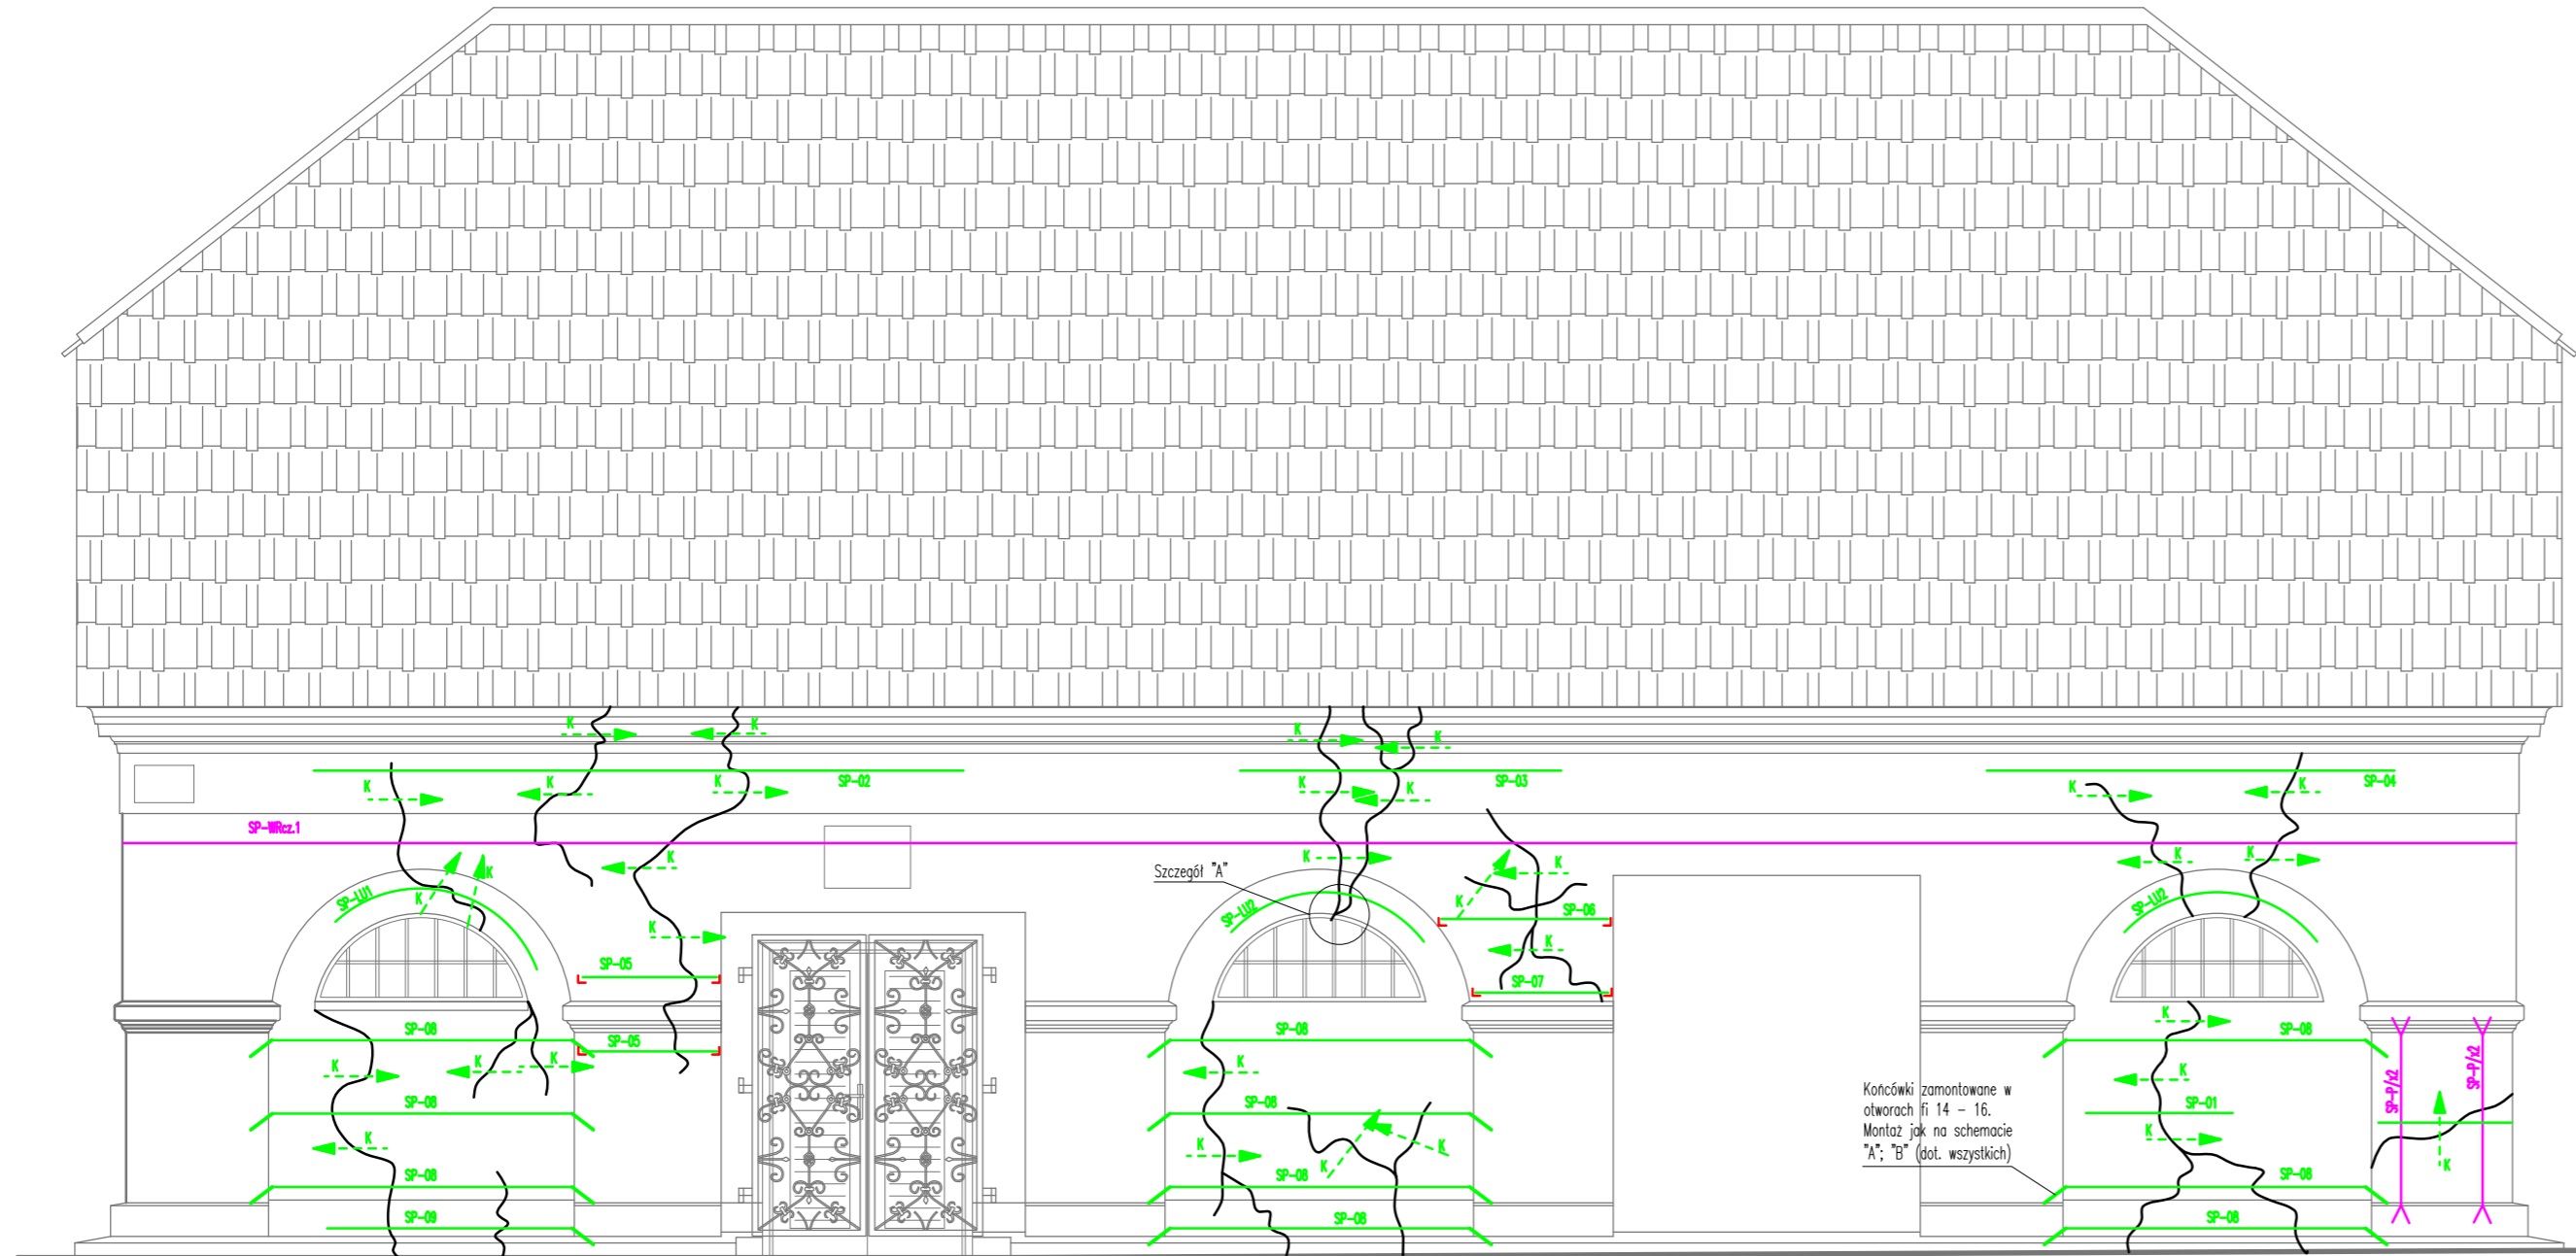 K
K
K
K
SP-02
SP-03
SP-04
K
K
K
K
K
K
K
SP-WRcz.1
K
K
K
K
K
K
K
Szczegół "A"
SP-LU1
K
K
SP-LU2
K
SP-06
SP-LU2
K
K
SP-05
SP-07
K
SP-08
SP-08
SP-08
SP-05
K
K
K
K
K
SP-P/x2
SP-P/x2
Końcówki zamontowane w
otworach fi 14 - 16.
Montaż jak na schemacie
"A"; "B" (dot. wszystkich)
SP-08
SP-08
SP-01
K
K
K
K
K
K
SP-08
SP-08
SP-08
SP-09
SP-08
SP-08